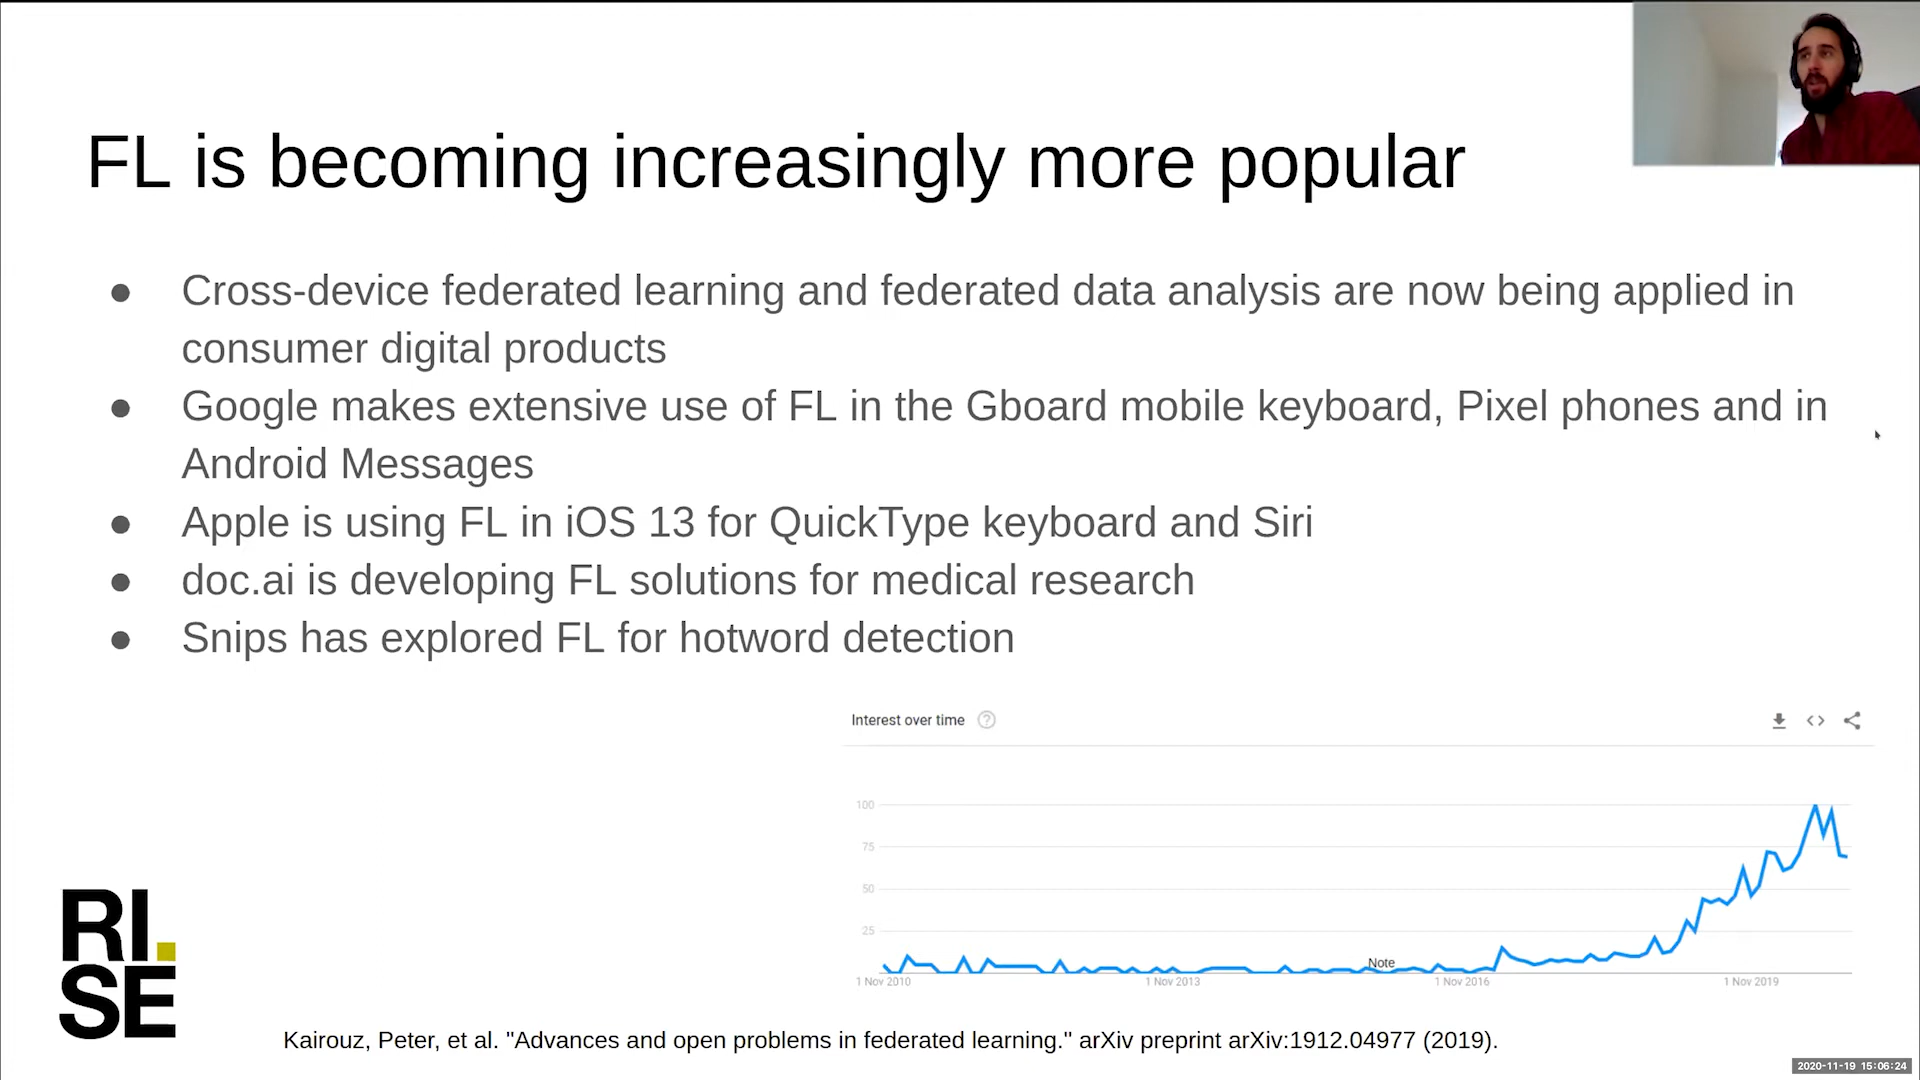 FL is becoming increasingly more popular
● Cross-device federated learning and federated data analysis are now being applied in
consumer digital products
● Google makes extensive use of FL in the Gboard mobile keyboard, Pixel phones and in
Android Messages
● Apple is using FL in iOS 13 for QuickType keyboard and Siri
● doc.ai is developing FL solutions for medical research
● Snips has explored FL for hotword detection
Interest over time ?
100
75
50
25
Note
1 Nov 2010 1 Nov 2013 1 Nov 2016 1 Nov 2019
RI.
SE
Kairouz, Peter, et al. "Advances and open problems in federated learning." arXiv preprint arXiv:1912.04977 (2019).
2020-11-19 15:06:24